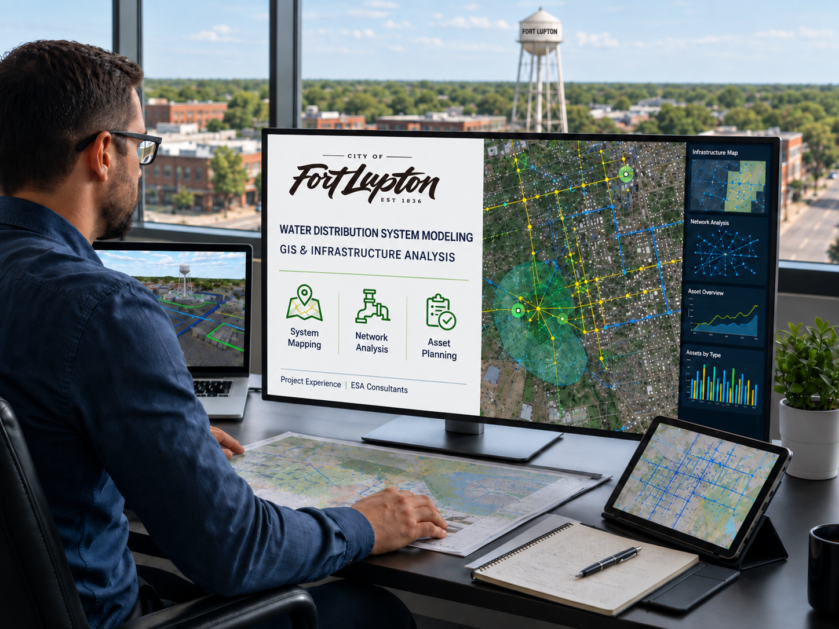 FORT LUPTON
CITY OF
Fort Lupton
EST 1836
WATER DISTRIBUTION SYSTEM MODELING
GIS & INFRASTRUCTURE ANALYSIS
System
Mapping
Network
Analysis
Asset
Planning
Project Experience | ESA Consultants
Infrastructure Map
Network Analysis
Asset Overview
Assets by Type